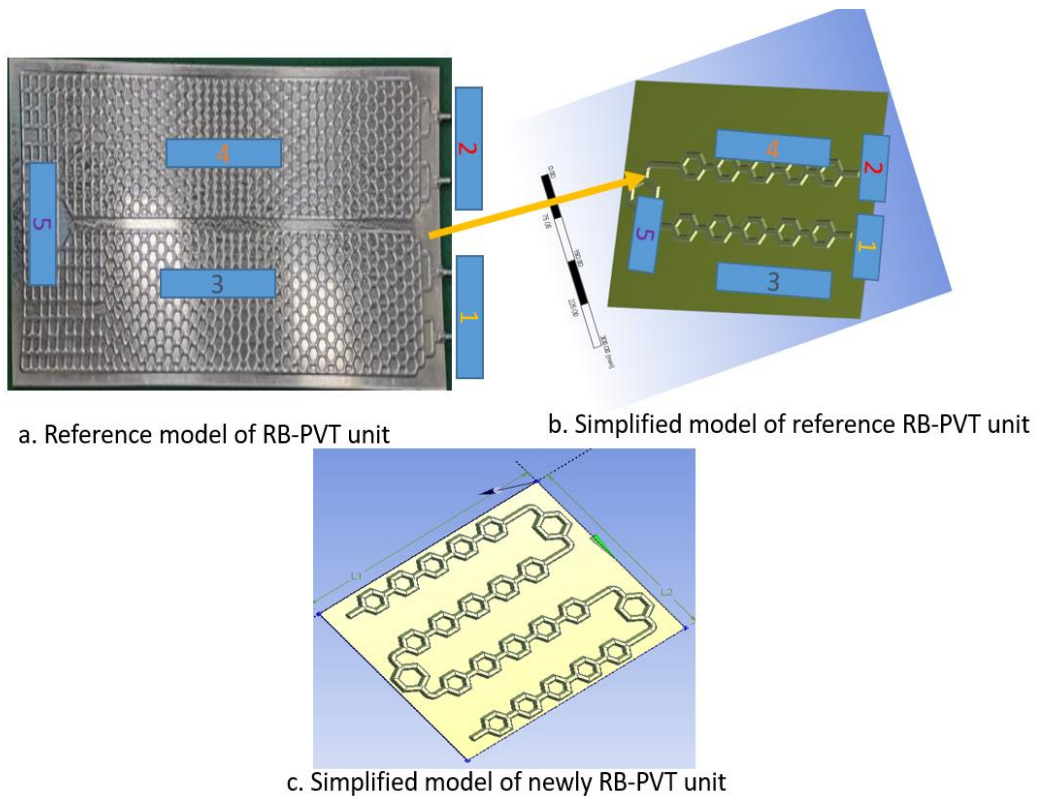 4
2
5
3
1
4
2
5
1
3
0.00
75.00
150.00
225.00
300.00 (mm)
a. Reference model of RB-PVT unit
b. Simplified model of reference RB-PVT unit
L1
L2
c. Simplified model of newly RB-PVT unit